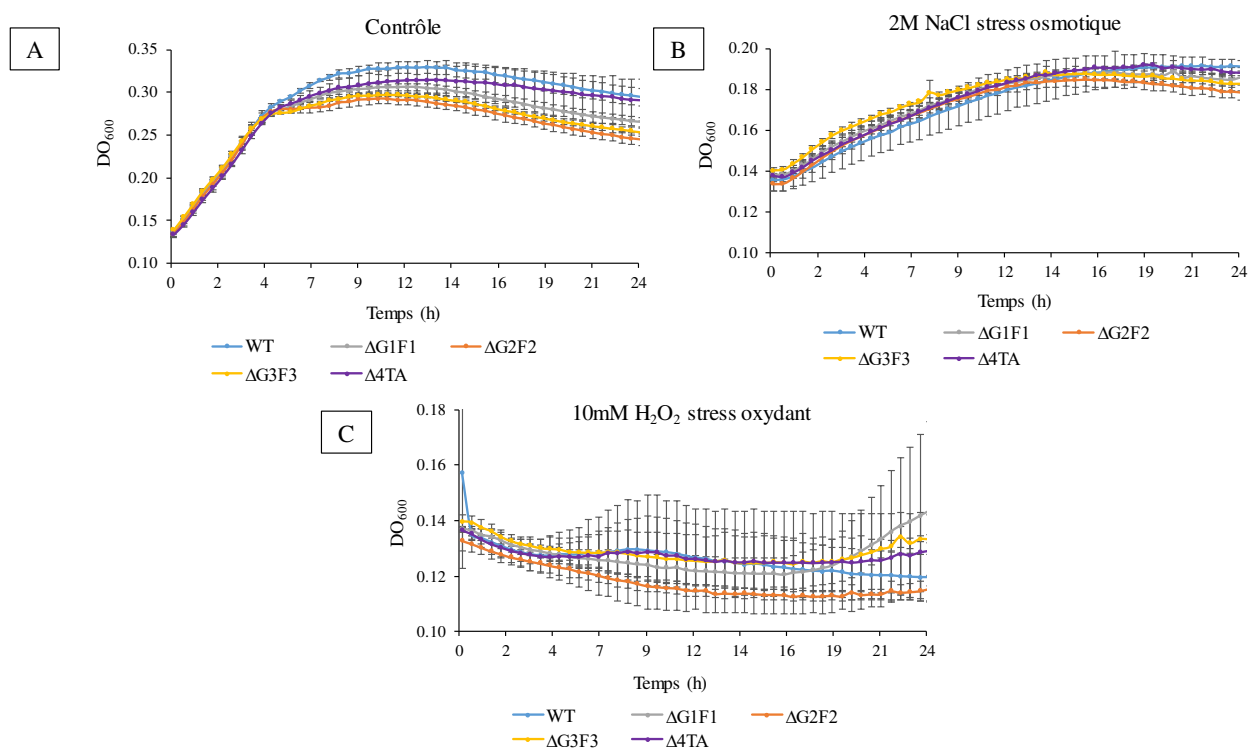 A
Contrôle
0.35
0.30
0.25
0.20
0.15
0.10
DO₆₀₀
0 2 4 7 9 12 14 16 19 21 24
Temps (h)
WT ΔG1F1 ΔG2F2
ΔG3F3 Δ4TA
B
2M NaCl stress osmotique
0.20
0.18
0.16
0.14
0.12
0.10
DO₆₀₀
0 2 4 7 9 12 14 16 19 21 24
Temps (h)
WT ΔG1F1 ΔG2F2
ΔG3F3 Δ4TA
C
10mM H₂O₂ stress oxydant
0.18
0.16
0.14
0.12
0.10
DO₆₀₀
0 2 4 7 9 12 14 16 19 21 24
Temps (h)
WT ΔG1F1 ΔG2F2
ΔG3F3 Δ4TA